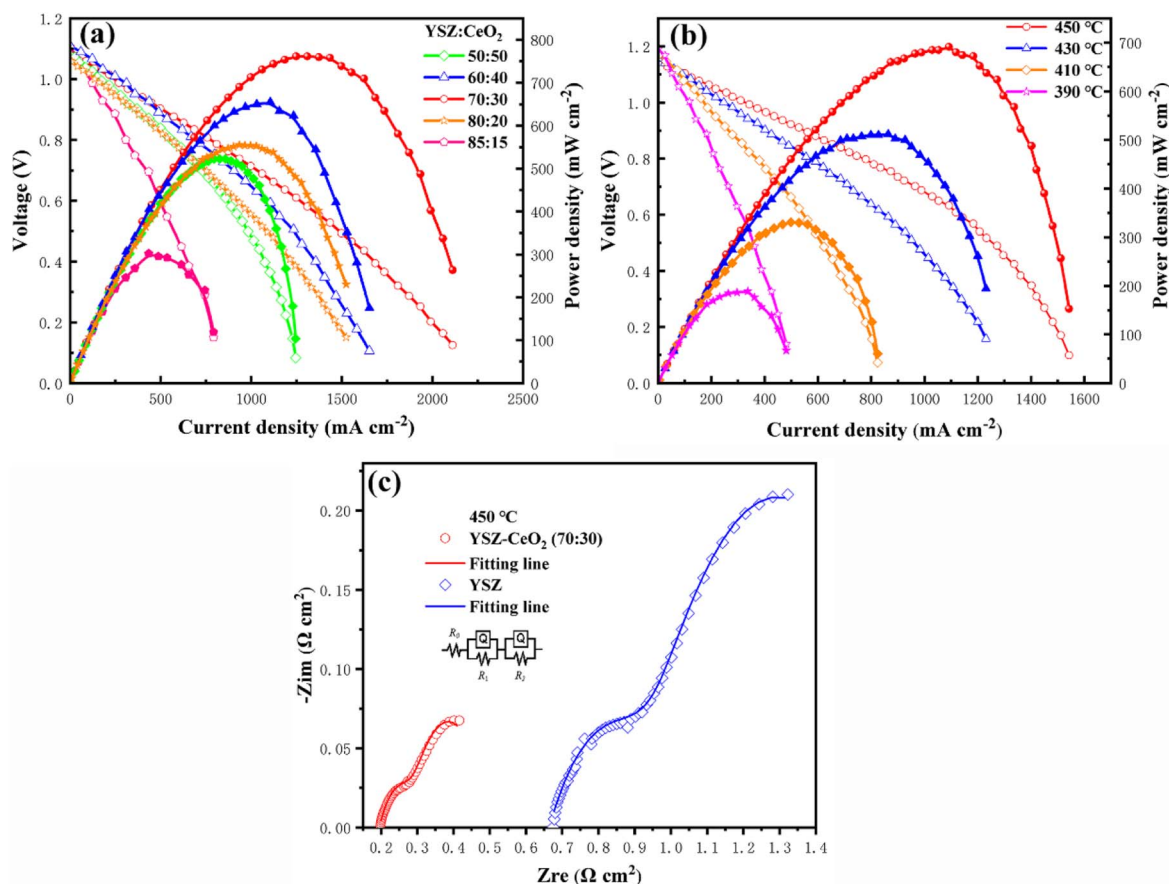 (a)
YSZ:CeO₂
50:50
60:40
70:30
80:20
85:15
Voltage (V)
0.0
0.2
0.4
0.6
0.8
1.0
1.2
Power density (mW cm⁻²)
0
100
200
300
400
500
600
700
800
0 500 1000 1500 2000 2500
Current density (mA cm⁻²)
(b)
450 °C
430 °C
410 °C
390 °C
Voltage (V)
0.0
0.2
0.4
0.6
0.8
1.0
1.2
Power density (mW cm⁻²)
0
100
200
300
400
500
600
700
0 200 400 600 800 1000 1200 1400 1600
Current density (mA cm⁻²)
(c)
450 °C
YSZ-CeO₂ (70:30)
Fitting line
YSZ
Fitting line
R₀
Q
Q
R₁
R₂
-Zim (Ω cm²)
0.00
0.05
0.10
0.15
0.20
0.2 0.3 0.4 0.5 0.6 0.7 0.8 0.9 1.0 1.1 1.2 1.3 1.4
Zre (Ω cm²)